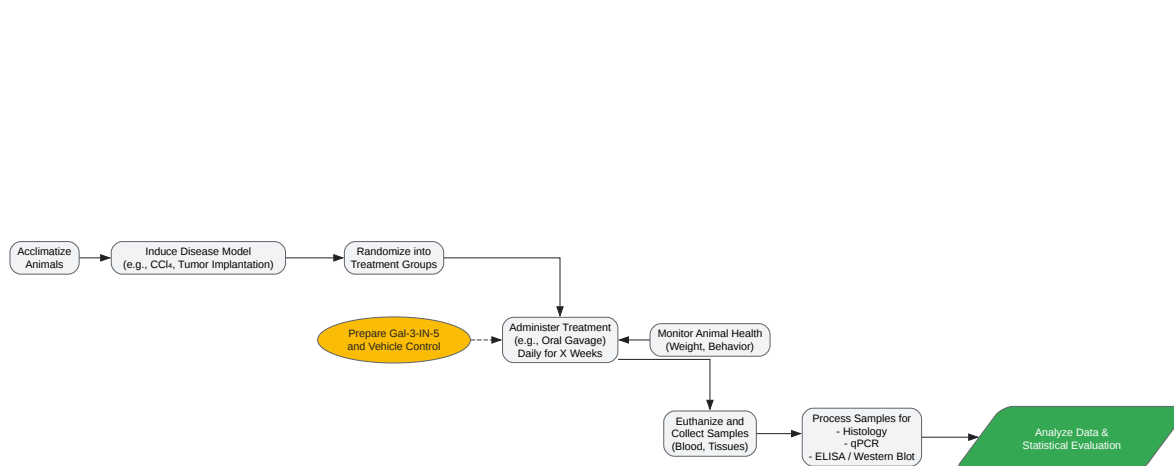 Acclimatize
Animals
Induce Disease Model
(e.g., CCl₄, Tumor Implantation)
Randomize into
Treatment Groups
Prepare Gal-3-IN-5
and Vehicle Control
Administer Treatment
(e.g., Oral Gavage)
Daily for X Weeks
Monitor Animal Health
(Weight, Behavior)
Euthanize and
Collect Samples
(Blood, Tissues)
Process Samples for
- Histology
- qPCR
- ELISA / Western Blot
Analyze Data &
Statistical Evaluation